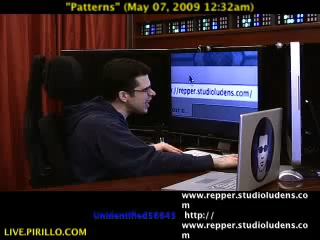 "Patterns" (May 07, 2009 12:32am)
//repper.studioludens.com/
www.repper.studioludens.co
m
Unidentified56643 http://
www.repper.studioludens.co
m
LIVE.PIRILLO.COM